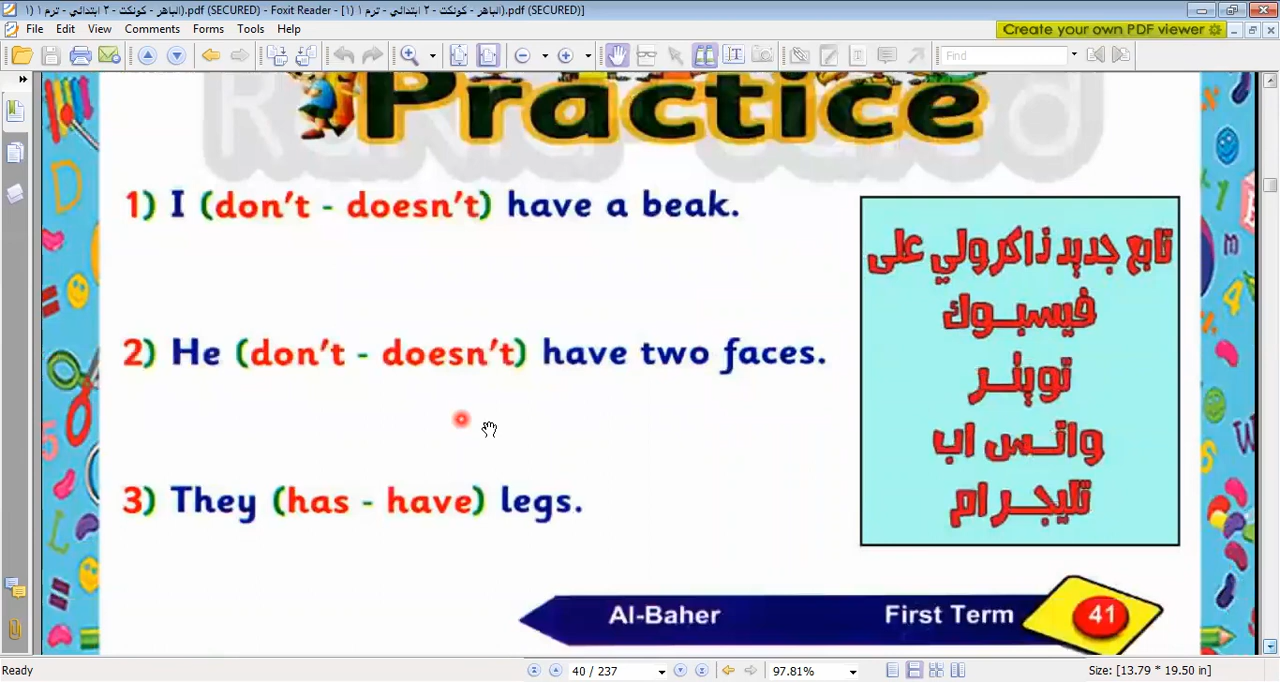 الباهر - كونكت - ٢ ابتدائي - ترم ١ (١).pdf (SECURED) - Foxit Reader - [الباهر - كونكت - ٢ ابتدائي - ترم ١ (١).pdf (SECURED)]
File Edit View Comments Forms Tools Help
Create your own PDF viewer
Find
Practice
1) I (don't - doesn't) have a beak.
2) He (don't - doesn't) have two faces.
3) They (has - have) legs.
تابع جديد ذاكرولي على
فيسبوك
تويتر
واتس اب
تليجرام
Al-Baher First Term 41
Ready 40 / 237 97.81% Size: [13.79 * 19.50 in]